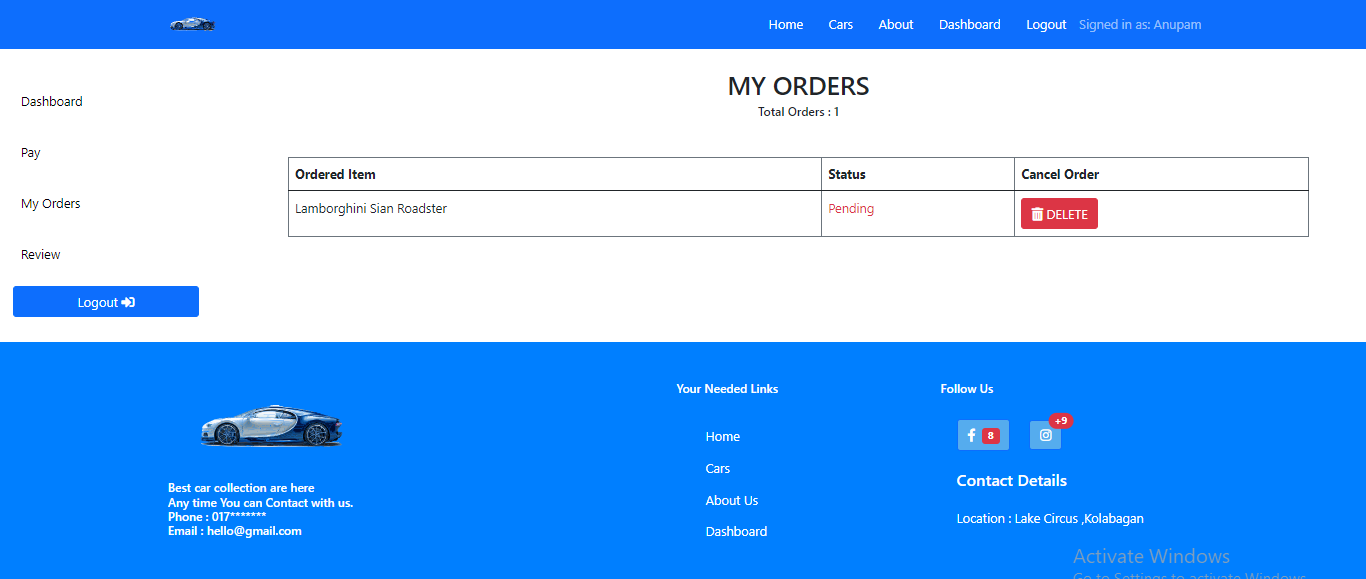 Home Cars About Dashboard Logout Signed in as: Anupam
Dashboard
Pay
My Orders
Review
Logout
MY ORDERS
Total Orders : 1
Ordered Item Status Cancel Order
Lamborghini Sian Roadster Pending DELETE
Best car collection are here
Any time You can Contact with us.
Phone : 017*******
Email : hello@gmail.com
Your Needed Links
Home
Cars
About Us
Dashboard
Follow Us
8 +9
Contact Details
Location : Lake Circus ,Kolabagan
Activate Windows
Go to Settings to activate Windows.